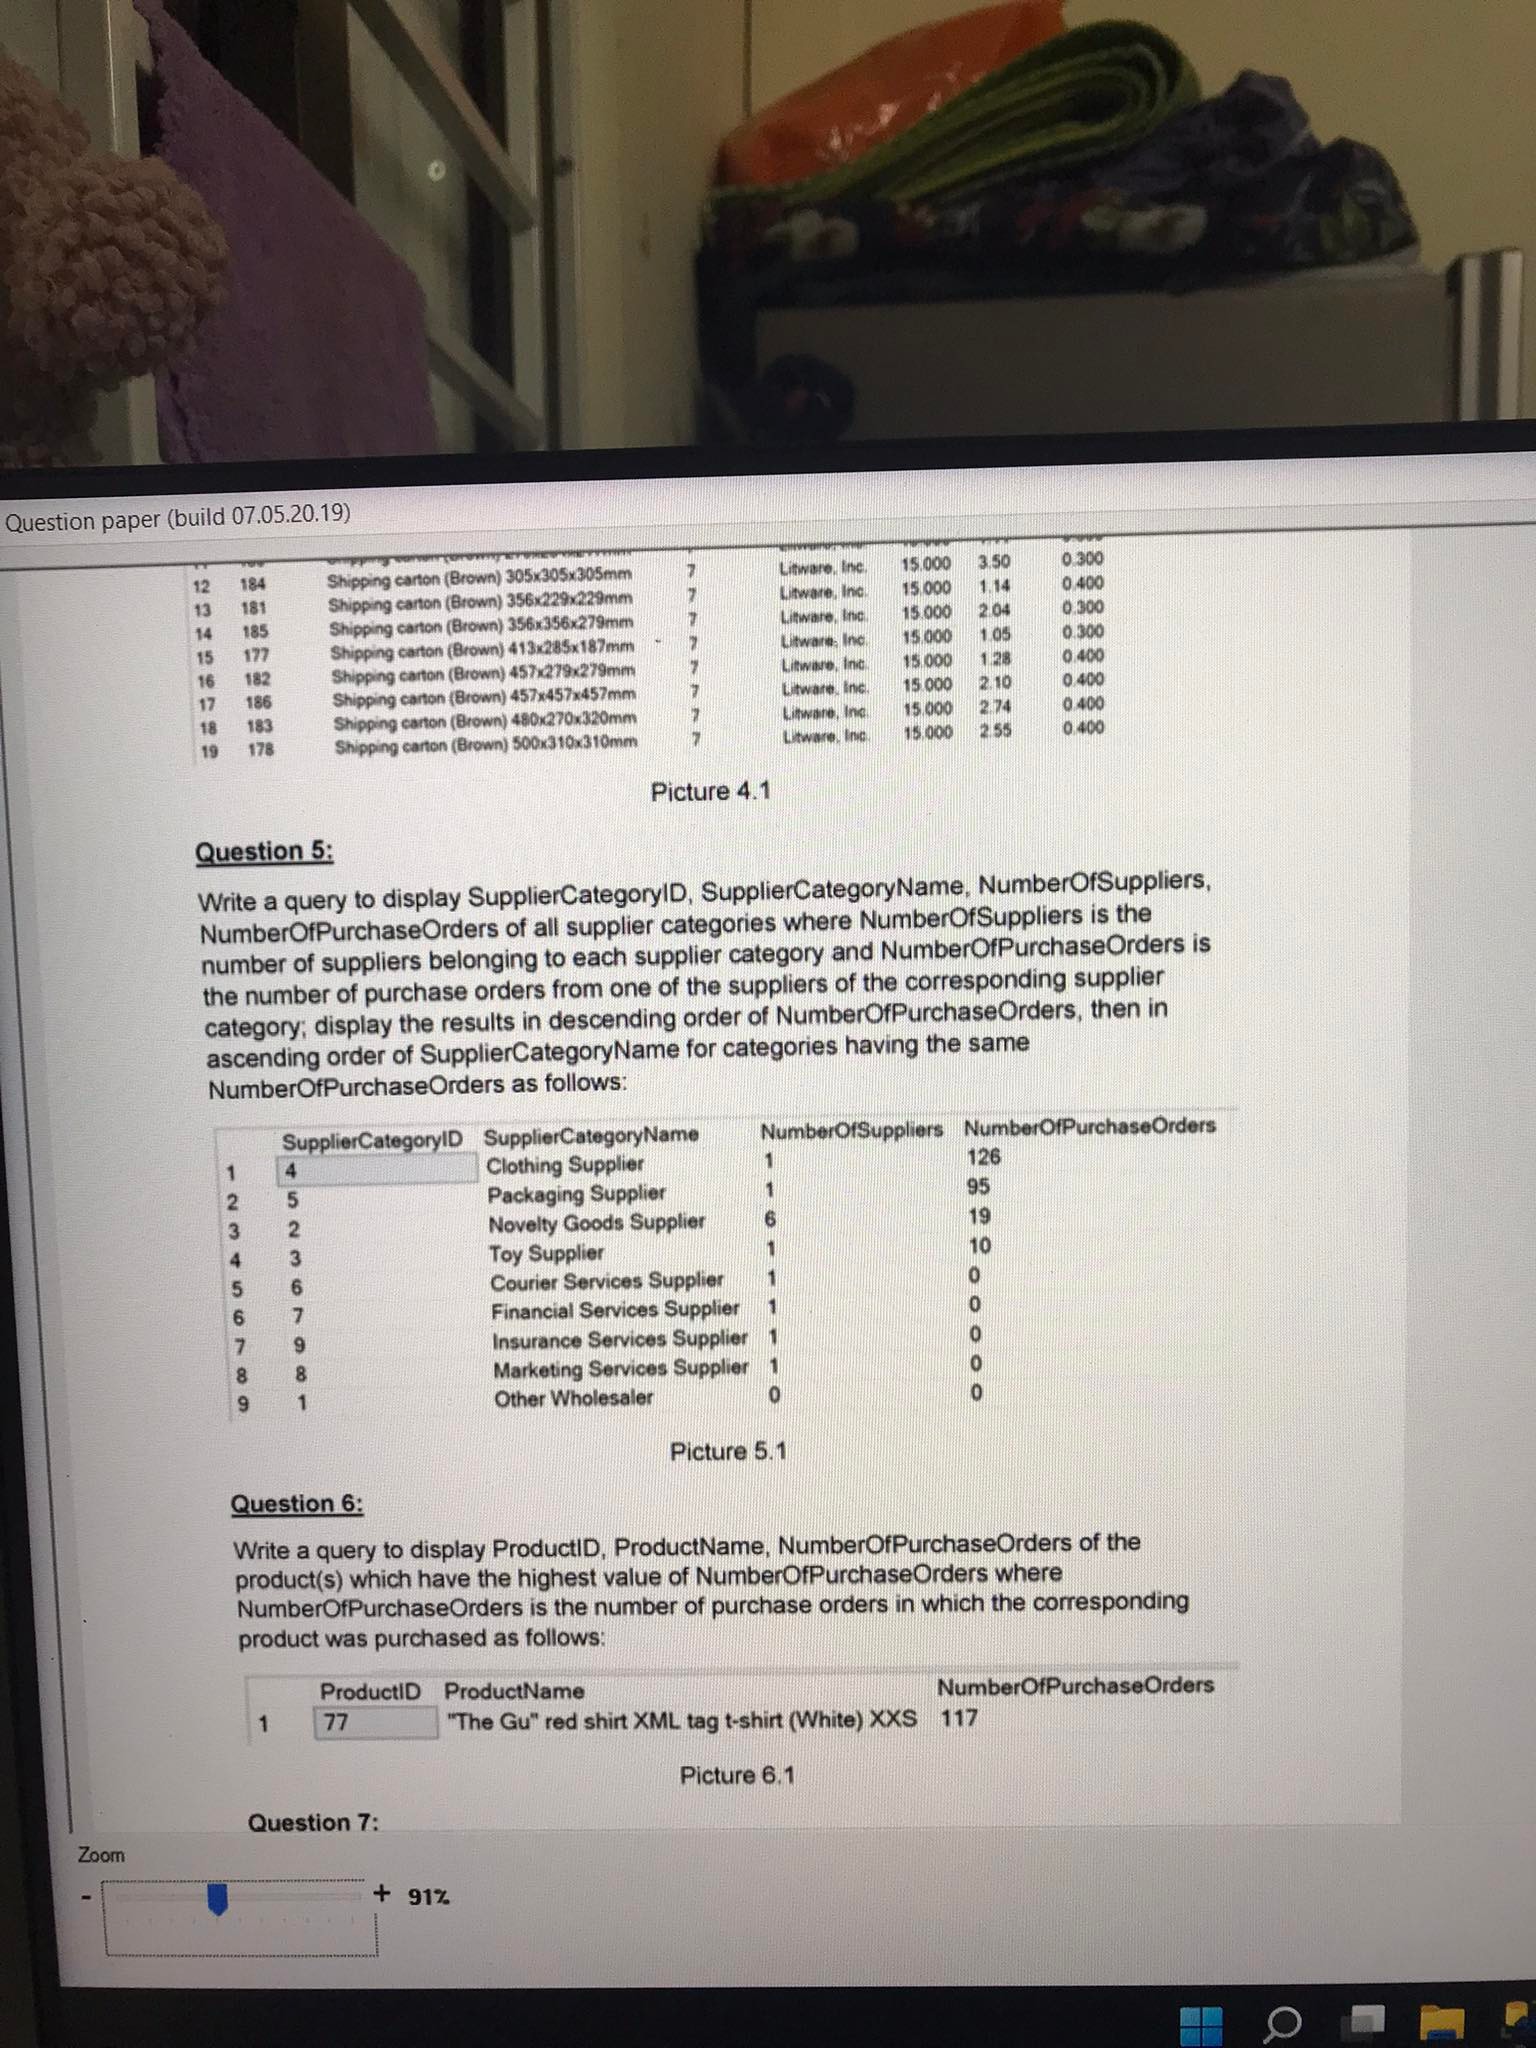 Question paper (build 07.05.20.19)
12 184 Shipping carton (Brown) 305x305x305mm 7 Litware, Inc. 15.000 3.50 0.300
13 181 Shipping carton (Brown) 356x229x229mm 7 Litware, Inc. 15.000 1.14 0.400
14 185 Shipping carton (Brown) 356x356x279mm 7 Litware, Inc. 15.000 2.04 0.300
15 177 Shipping carton (Brown) 413x285x187mm 7 Litware, Inc. 15.000 1.05 0.300
16 182 Shipping carton (Brown) 457x279x279mm 7 Litware, Inc. 15.000 1.28 0.400
17 186 Shipping carton (Brown) 457x457x457mm 7 Litware, Inc. 15.000 2.10 0.400
18 183 Shipping carton (Brown) 480x270x320mm 7 Litware, Inc. 15.000 2.74 0.400
19 178 Shipping carton (Brown) 500x310x310mm 7 Litware, Inc. 15.000 2.55 0.400
Picture 4.1
Question 5:
Write a query to display SupplierCategoryID, SupplierCategoryName, NumberOfSuppliers,
NumberOfPurchaseOrders of all supplier categories where NumberOfSuppliers is the
number of suppliers belonging to each supplier category and NumberOfPurchaseOrders is
the number of purchase orders from one of the suppliers of the corresponding supplier
category; display the results in descending order of NumberOfPurchaseOrders, then in
ascending order of SupplierCategoryName for categories having the same
NumberOfPurchaseOrders as follows:
SupplierCategoryID SupplierCategoryName NumberOfSuppliers NumberOfPurchaseOrders
1 4 Clothing Supplier 1 126
2 5 Packaging Supplier 1 95
3 2 Novelty Goods Supplier 6 19
4 3 Toy Supplier 1 10
5 6 Courier Services Supplier 1 0
6 7 Financial Services Supplier 1 0
7 9 Insurance Services Supplier 1 0
8 8 Marketing Services Supplier 1 0
9 1 Other Wholesaler 0 0
Picture 5.1
Question 6:
Write a query to display ProductID, ProductName, NumberOfPurchaseOrders of the
product(s) which have the highest value of NumberOfPurchaseOrders where
NumberOfPurchaseOrders is the number of purchase orders in which the corresponding
product was purchased as follows:
ProductID ProductName NumberOfPurchaseOrders
1 77 "The Gu" red shirt XML tag t-shirt (White) XXS 117
Picture 6.1
Question 7:
Zoom
- + 91%